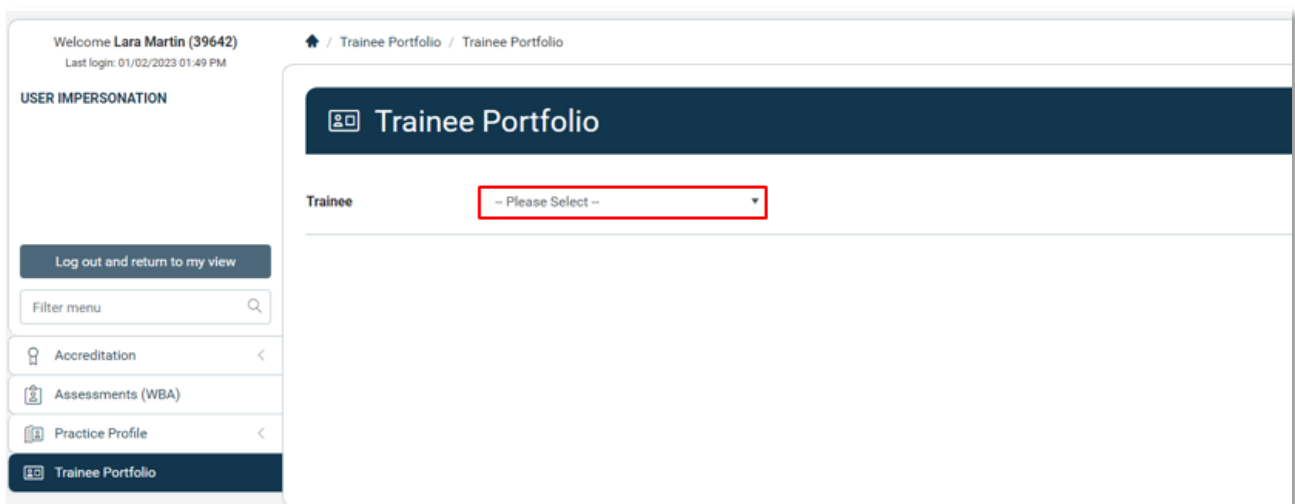 Welcome Lara Martin (39642)
Last login: 01/02/2023 01:49 PM
USER IMPERSONATION
Log out and return to my view
Filter menu
Accreditation
Assessments (WBA)
Practice Profile
Trainee Portfolio
/ Trainee Portfolio / Trainee Portfolio
Trainee Portfolio
Trainee
-- Please Select --